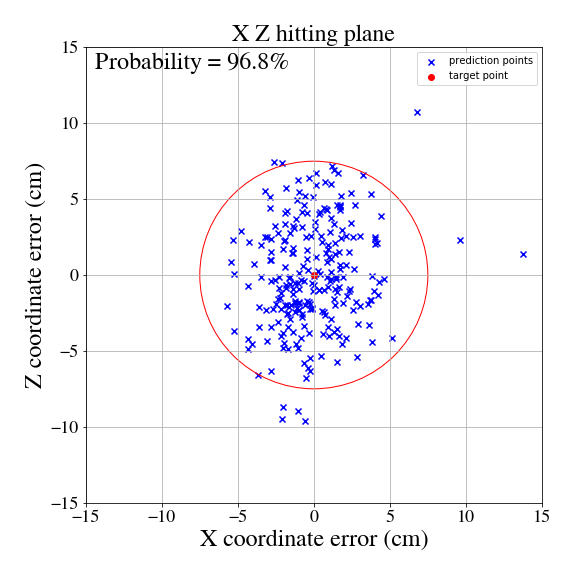 X Z hitting plane
Probability = 96.8%
prediction points
target point
15
10
5
0
−5
−10
−15
Z coordinate error (cm)
−15
−10
−5
0
5
10
15
X coordinate error (cm)